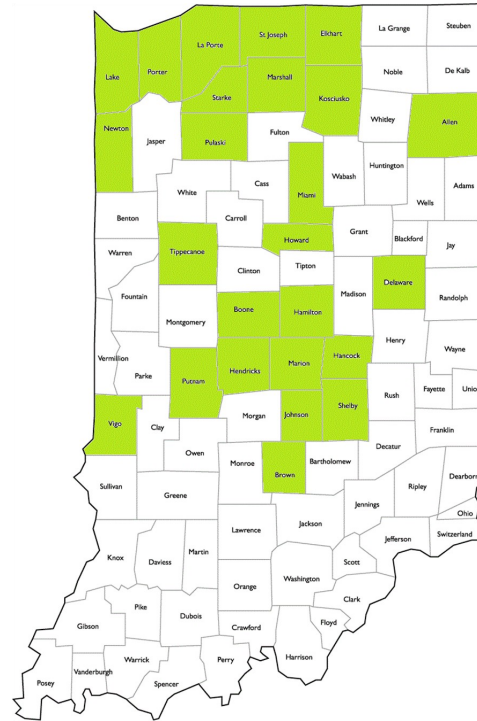 Steuben
La Grange
St Joseph
Elkhart
La Porte
Lake
Porter
Noble
De Kalb
Marshall
Starke
Kosciusko
Newton
Jasper
Pulaski
Fulton
Whitley
Allen
White
Cass
Miami
Wabash
Huntington
Wells
Adams
Benton
Carroll
Warren
Tippecanoe
Howard
Grant
Blackford
Jay
Clinton
Tipton
Delaware
Fountain
Madison
Randolph
Montgomery
Boone
Hamilton
Henry
Wayne
Vermillion
Parke
Putnam
Hendricks
Marion
Hancock
Rush
Fayette
Unio
Vigo
Clay
Morgan
Johnson
Shelby
Franklin
Owen
Monroe
Brown
Bartholomew
Decatur
Sullivan
Greene
Jennings
Ripley
Dearborn
Ohio
Lawrence
Jackson
Jefferson
Switzerland
Knox
Daviess
Martin
Scott
Orange
Washington
Clark
Gibson
Pike
Dubois
Crawford
Floyd
Harrison
Posey
Vanderburgh
Warrick
Spencer
Perry